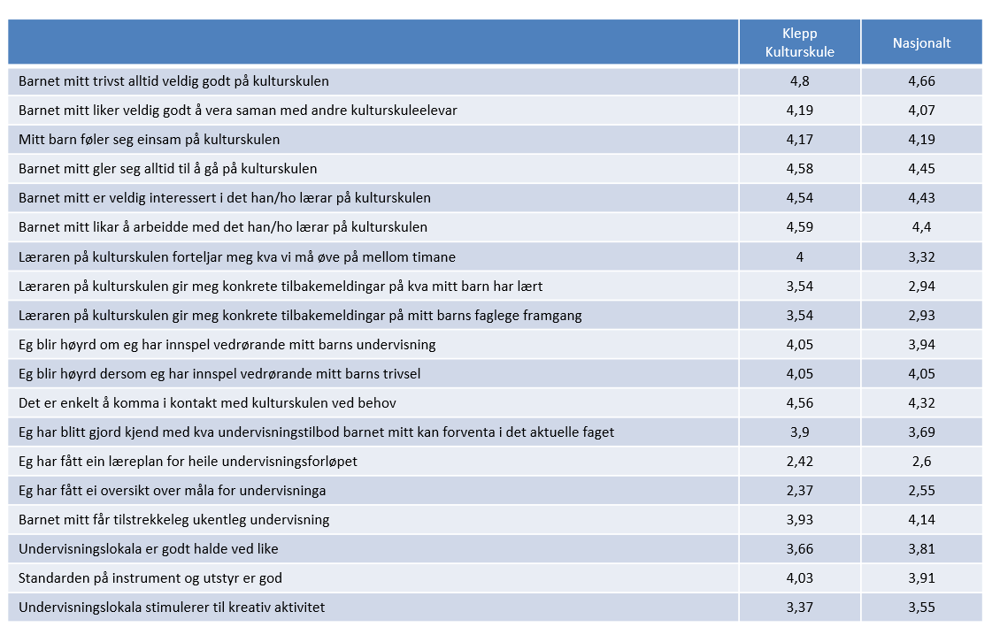 Klepp
Kulturskule
Nasjonalt
Barnet mitt trivst alltid veldig godt på kulturskulen 4,8 4,66
Barnet mitt liker veldig godt å vera saman med andre kulturskuleelevar 4,19 4,07
Mitt barn føler seg einsam på kulturskulen 4,17 4,19
Barnet mitt gler seg alltid til å gå på kulturskulen 4,58 4,45
Barnet mitt er veldig interessert i det han/ho lærar på kulturskulen 4,54 4,43
Barnet mitt likar å arbeidde med det han/ho lærar på kulturskulen 4,59 4,4
Læraren på kulturskulen forteljar meg kva vi må øve på mellom timane 4 3,32
Læraren på kulturskulen gir meg konkrete tilbakemeldingar på kva mitt barn har lært 3,54 2,94
Læraren på kulturskulen gir meg konkrete tilbakemeldingar på mitt barns faglege framgang 3,54 2,93
Eg blir høyrd om eg har innspel vedrørande mitt barns undervisning 4,05 3,94
Eg blir høyrd dersom eg har innspel vedrørande mitt barns trivsel 4,05 4,05
Det er enkelt å komma i kontakt med kulturskulen ved behov 4,56 4,32
Eg har blitt gjord kjend med kva undervisningstilbod barnet mitt kan forventa i det aktuelle faget 3,9 3,69
Eg har fått ein læreplan for heile undervisningsforløpet 2,42 2,6
Eg har fått ei oversikt over måla for undervisninga 2,37 2,55
Barnet mitt får tilstrekkeleg ukentleg undervisning 3,93 4,14
Undervisningslokala er godt halde ved like 3,66 3,81
Standarden på instrument og utstyr er god 4,03 3,91
Undervisningslokala stimulerer til kreativ aktivitet 3,37 3,55